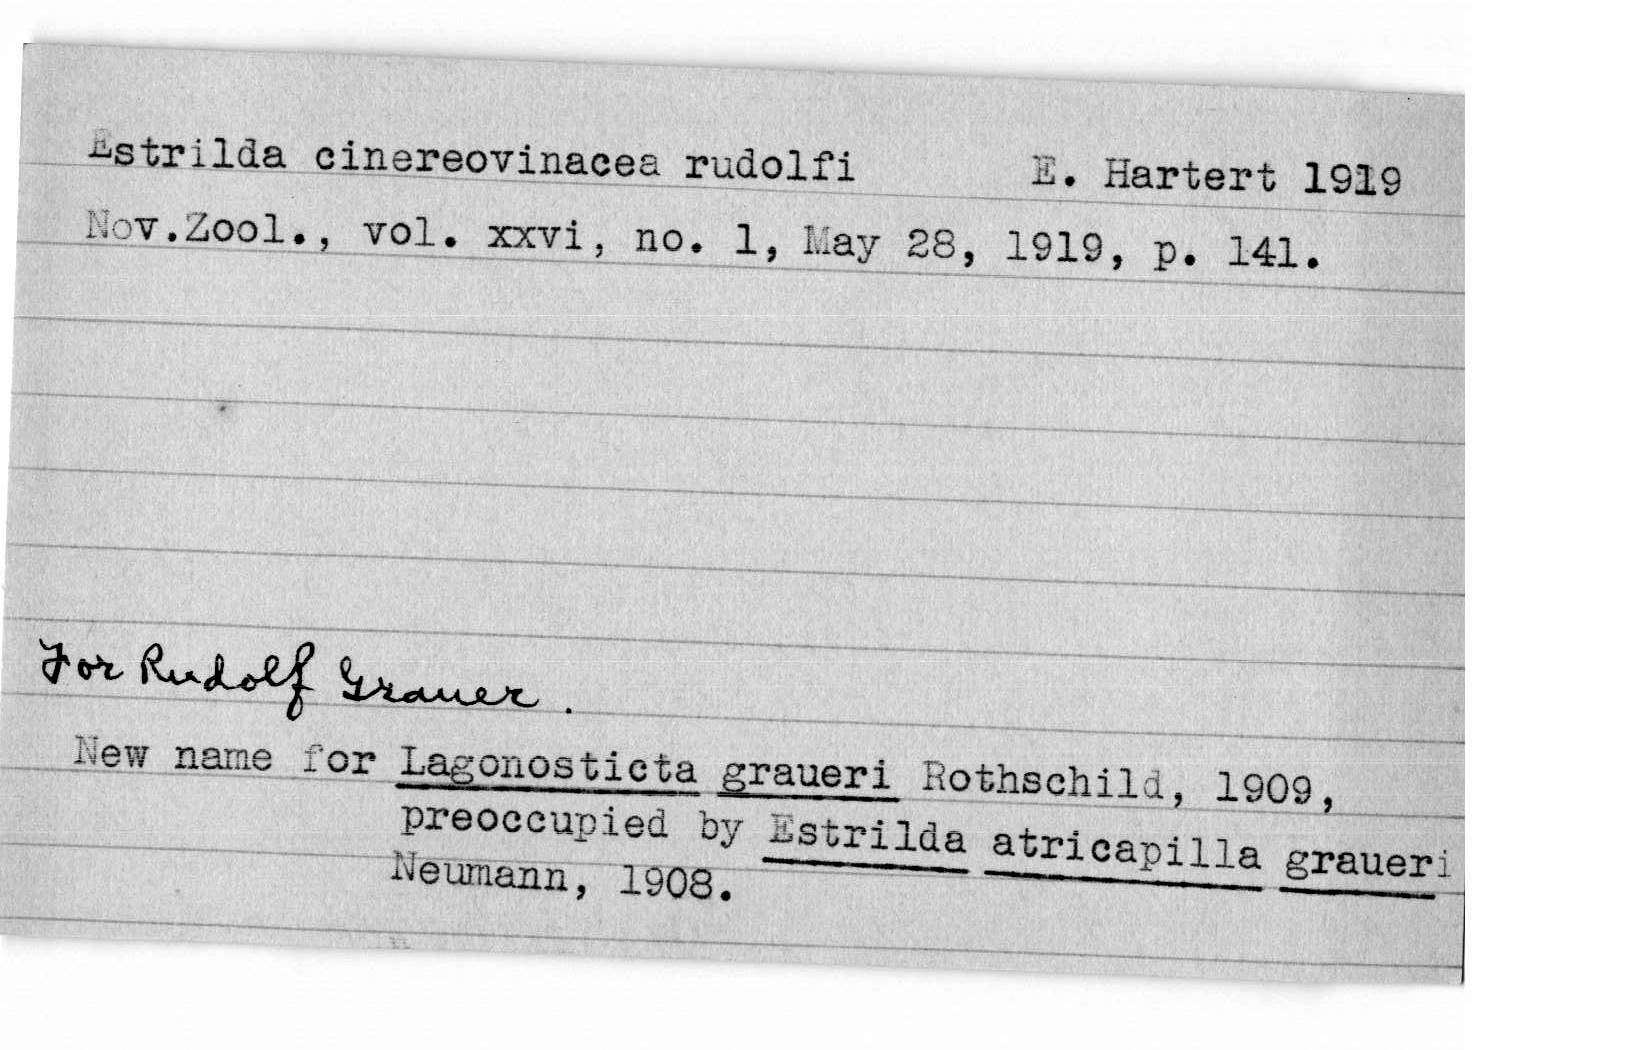 Estrilda cinereovinacea rudolfi E. Hartert 1919
Nov.Zool., vol. xxvi, no. 1, May 28, 1919, p. 141.
For Rudolf Grauer.
New name for Lagonosticta graueri Rothschild, 1909,
preoccupied by Estrilda atricapilla graueri
Neumann, 1908.